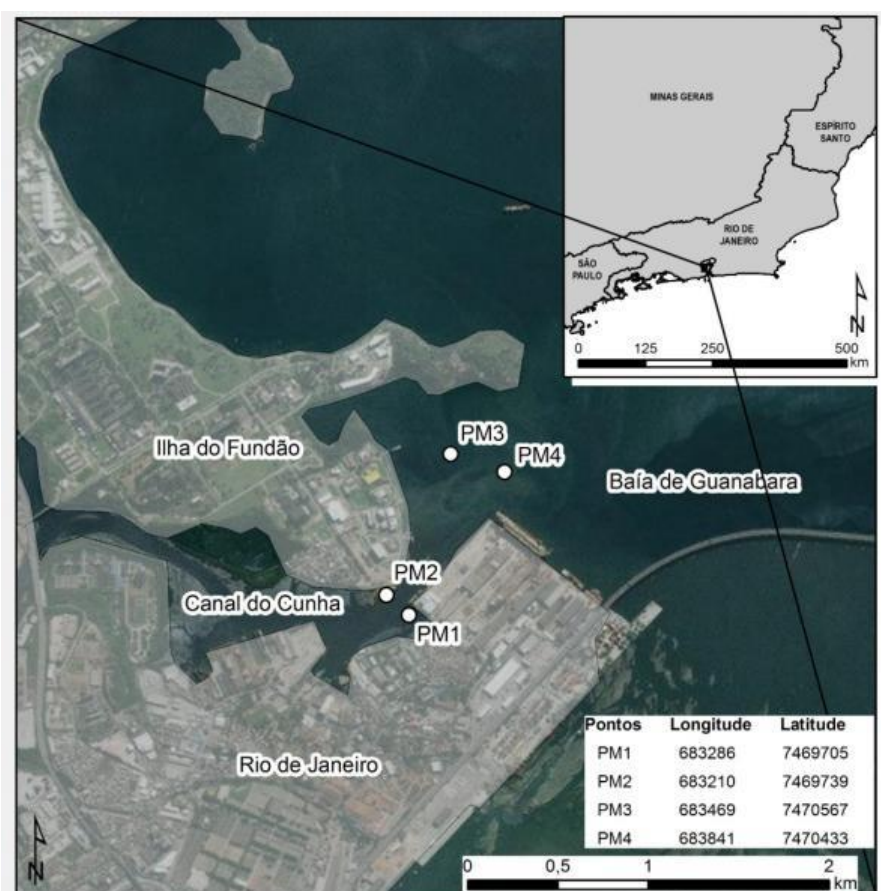 MINAS GERAIS
ESPÍRITO
SANTO
RIO DE
JANEIRO
SÃO
PAULO
N
0 125 250 500
km
PM3
Ilha do Fundão
PM4
Baía de Guanabara
PM2
Canal do Cunha
PM1
Rio de Janeiro
Pontos Longitude Latitude
PM1 683286 7469705
PM2 683210 7469739
PM3 683469 7470567
PM4 683841 7470433
N
0 0,5 1 2
km